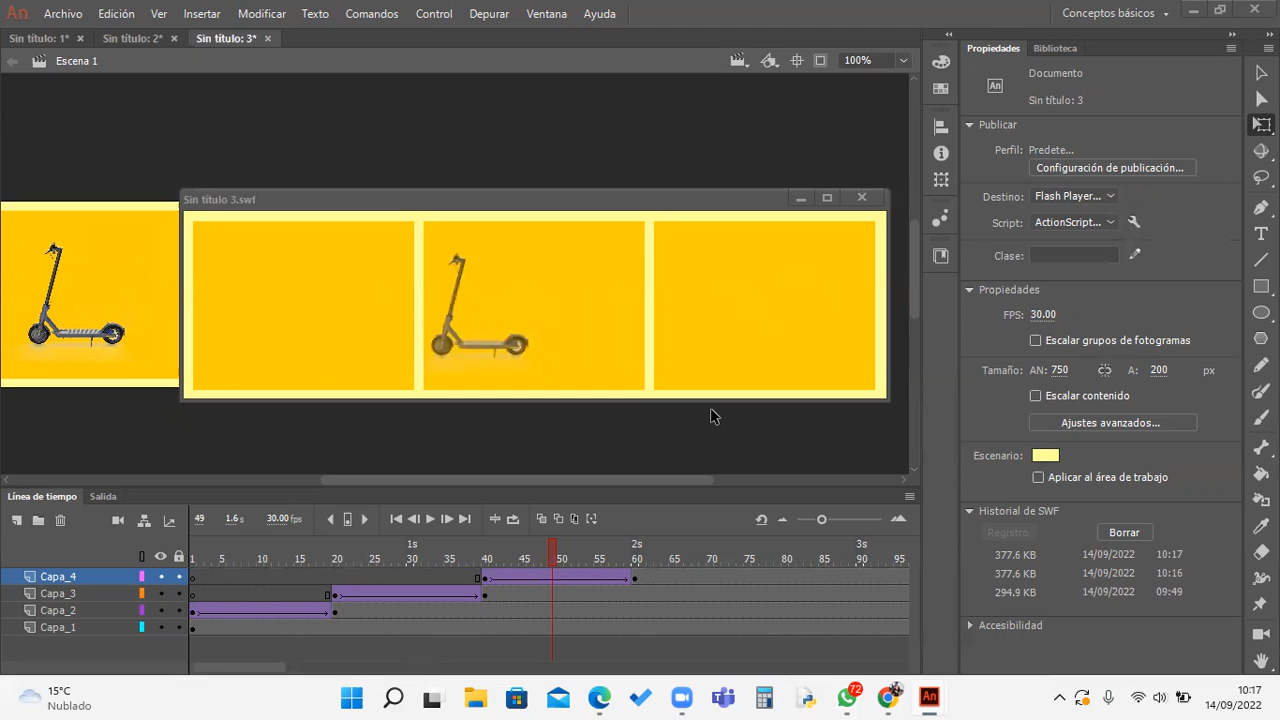 An Archivo Edición Ver Insertar Modificar Texto Comandos Control Depurar Ventana Ayuda Conceptos básicos
Sin título: 1* × Sin título: 2* × Sin título: 3* ×
Escena 1 100%
Sin título 3.swf
Propiedades Biblioteca
An Documento
Sin título: 3
Publicar
Perfil: Predete...
Configuración de publicación...
Destino: Flash Player...
Script: ActionScript...
Clase:
Propiedades
FPS: 30.00
Escalar grupos de fotogramas
Tamaño: AN: 750 A: 200 px
Escalar contenido
Ajustes avanzados...
Escenario:
Aplicar al área de trabajo
Historial de SWF
Registro Borrar
377.6 KB 14/09/2022 10:17
377.6 KB 14/09/2022 10:16
294.9 KB 14/09/2022 09:49
Accesibilidad
Línea de tiempo Salida
49 1.6 s 30.00 fps
1s 2s 3s
1 5 10 15 20 25 30 35 40 45 50 55 60 65 70 75 80 85 90 95
Capa_4
Capa_3
Capa_2
Capa_1
15°C
Nublado
72
An
10:17
14/09/2022